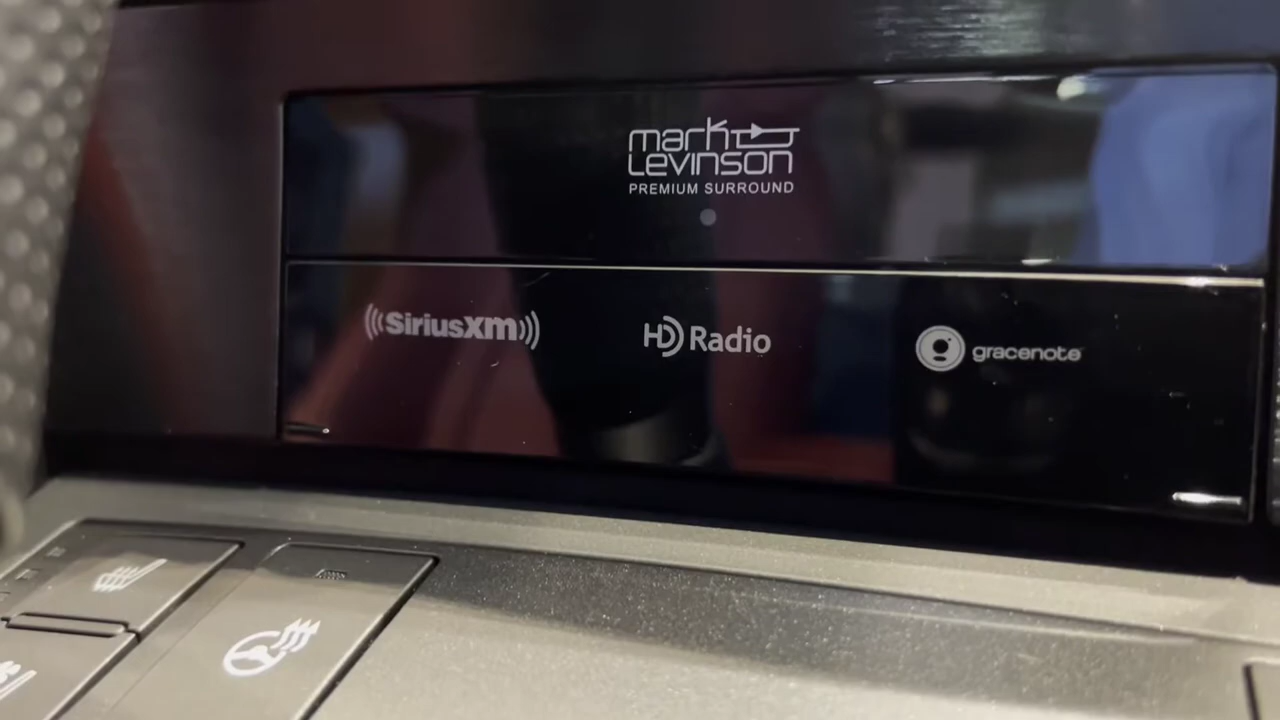 mark
LEVINSON
PREMIUM SURROUND
SiriusXM
HD Radio
gracenote